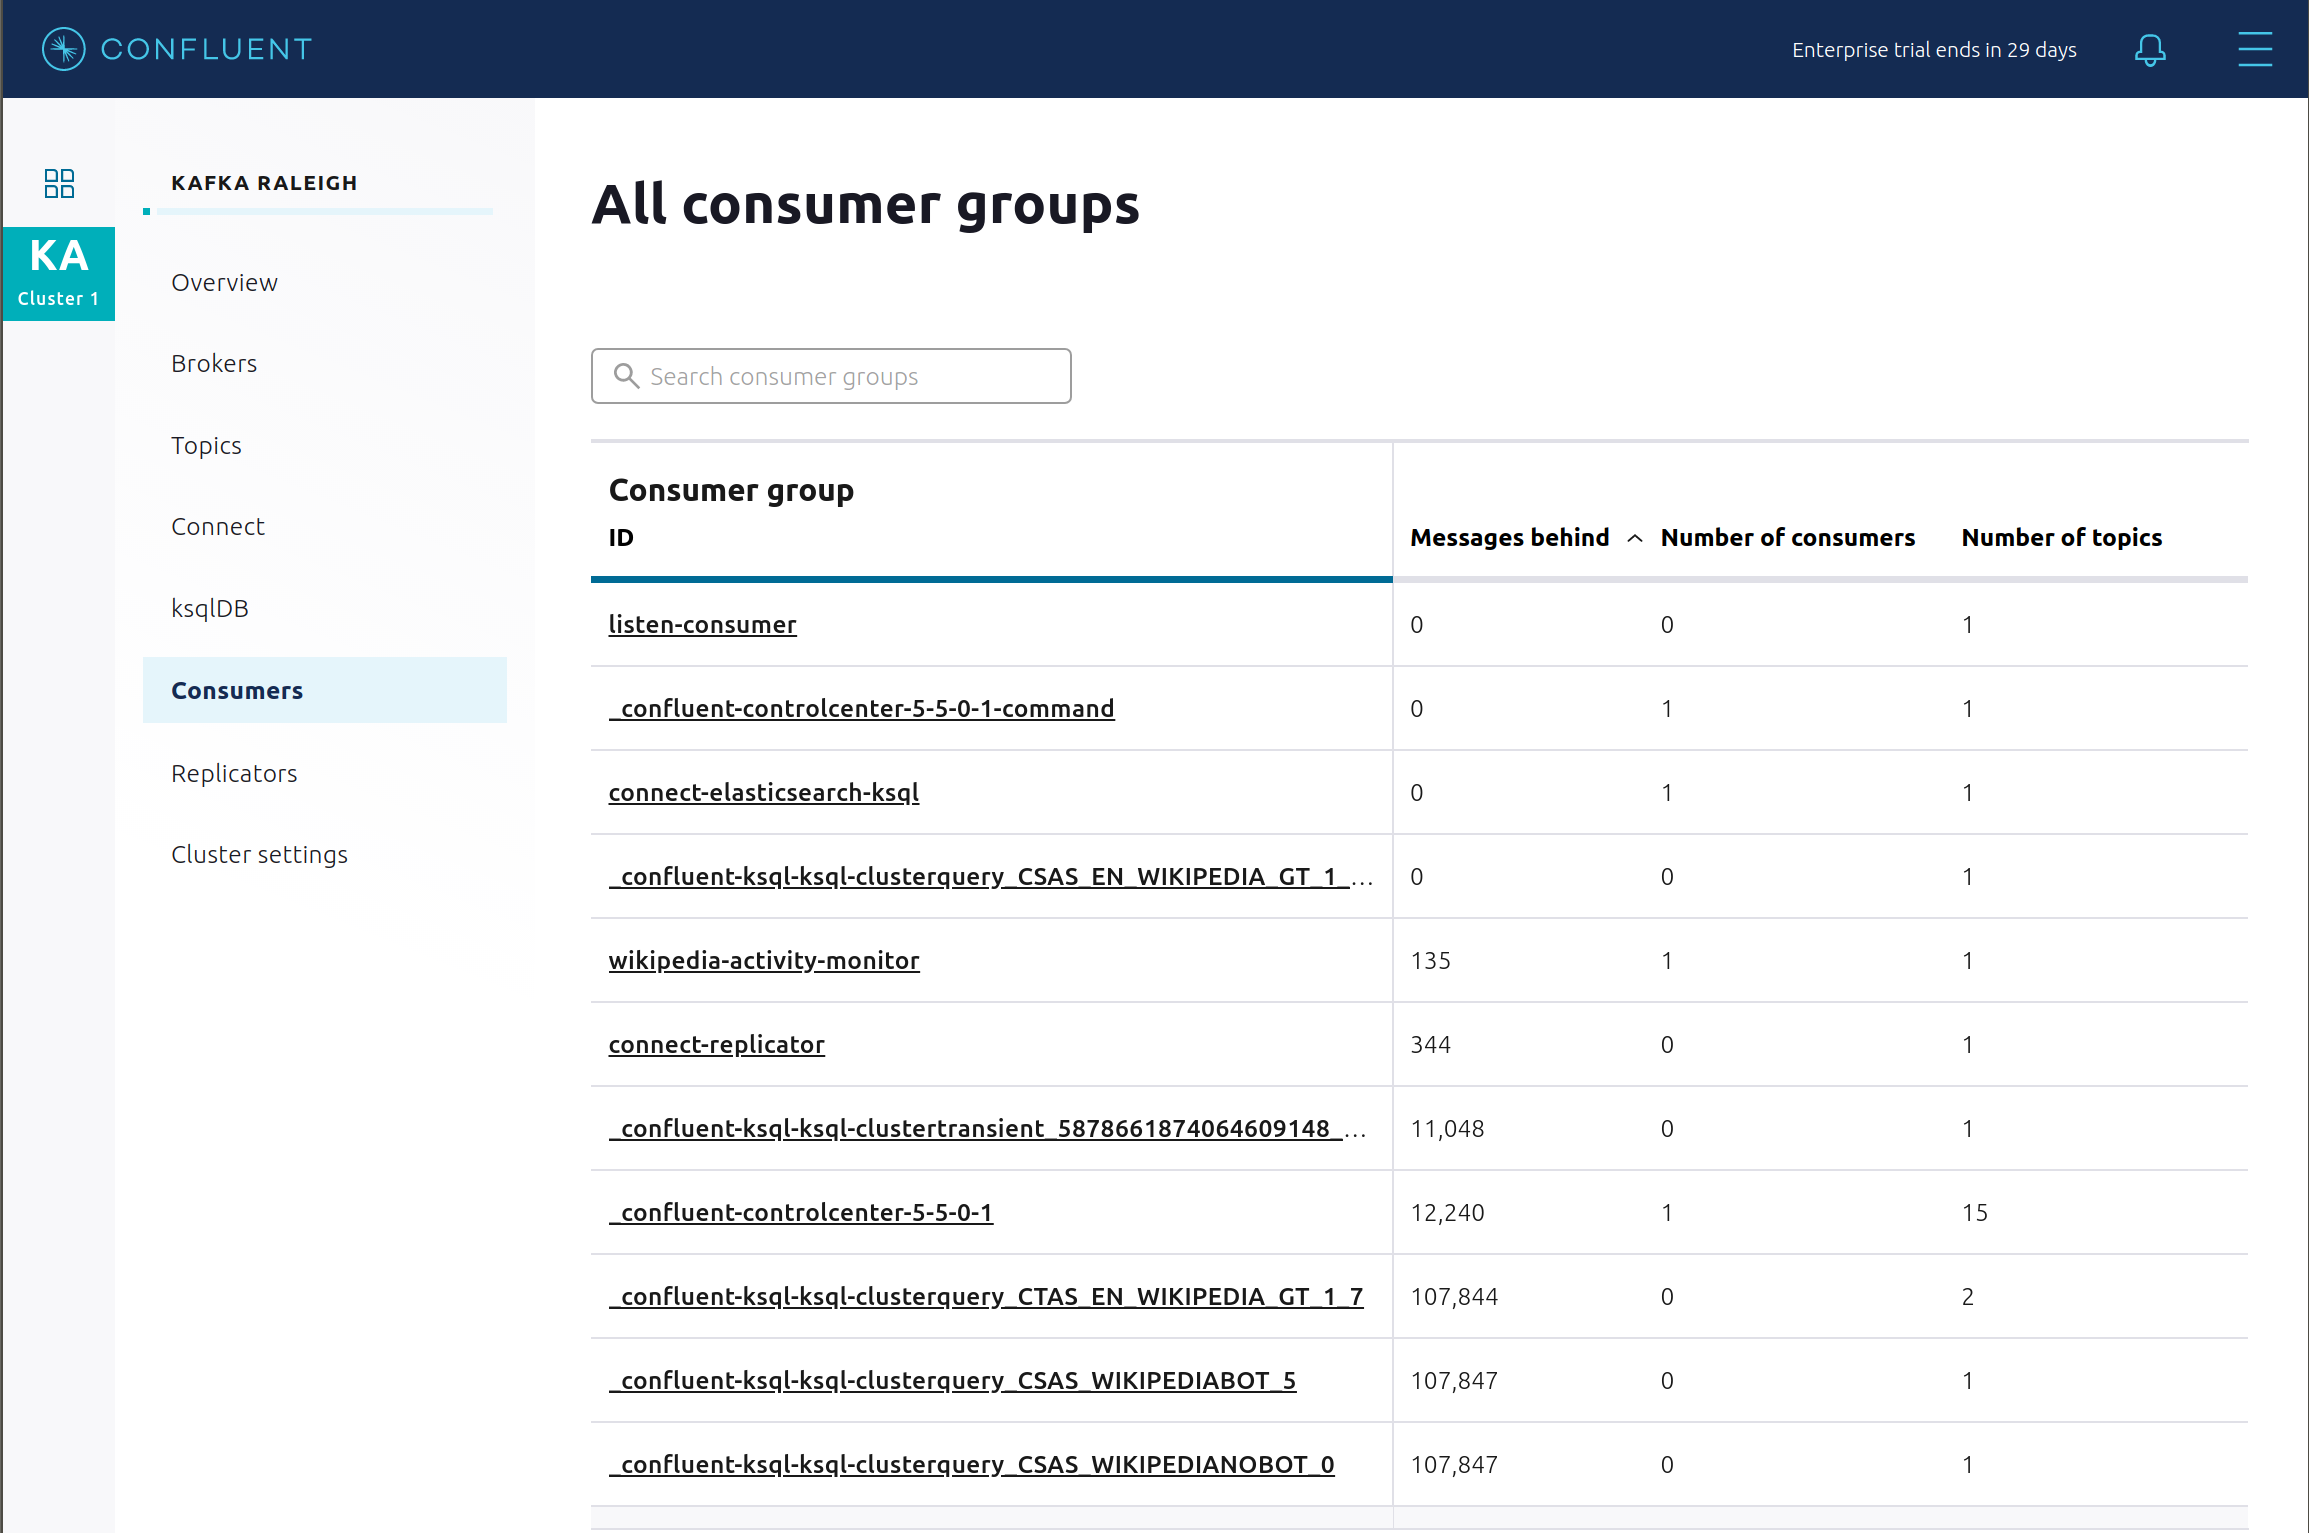 CONFLUENT
Enterprise trial ends in 29 days
KA
Cluster 1
KAFKA RALEIGH
Overview
Brokers
Topics
Connect
ksqlDB
Consumers
Replicators
Cluster settings
All consumer groups
Search consumer groups
Consumer group
ID Messages behind Number of consumers Number of topics
listen-consumer 0 0 1
_confluent-controlcenter-5-5-0-1-command 0 1 1
connect-elasticsearch-ksql 0 1 1
_confluent-ksql-ksql-clusterquery_CSAS_EN_WIKIPEDIA_GT_1_... 0 0 1
wikipedia-activity-monitor 135 1 1
connect-replicator 344 0 1
_confluent-ksql-ksql-clustertransient_5878661874064609148_... 11,048 0 1
_confluent-controlcenter-5-5-0-1 12,240 1 15
_confluent-ksql-ksql-clusterquery_CTAS_EN_WIKIPEDIA_GT_1_7 107,844 0 2
_confluent-ksql-ksql-clusterquery_CSAS_WIKIPEDIABOT_5 107,847 0 1
_confluent-ksql-ksql-clusterquery_CSAS_WIKIPEDIANOBOT_0 107,847 0 1